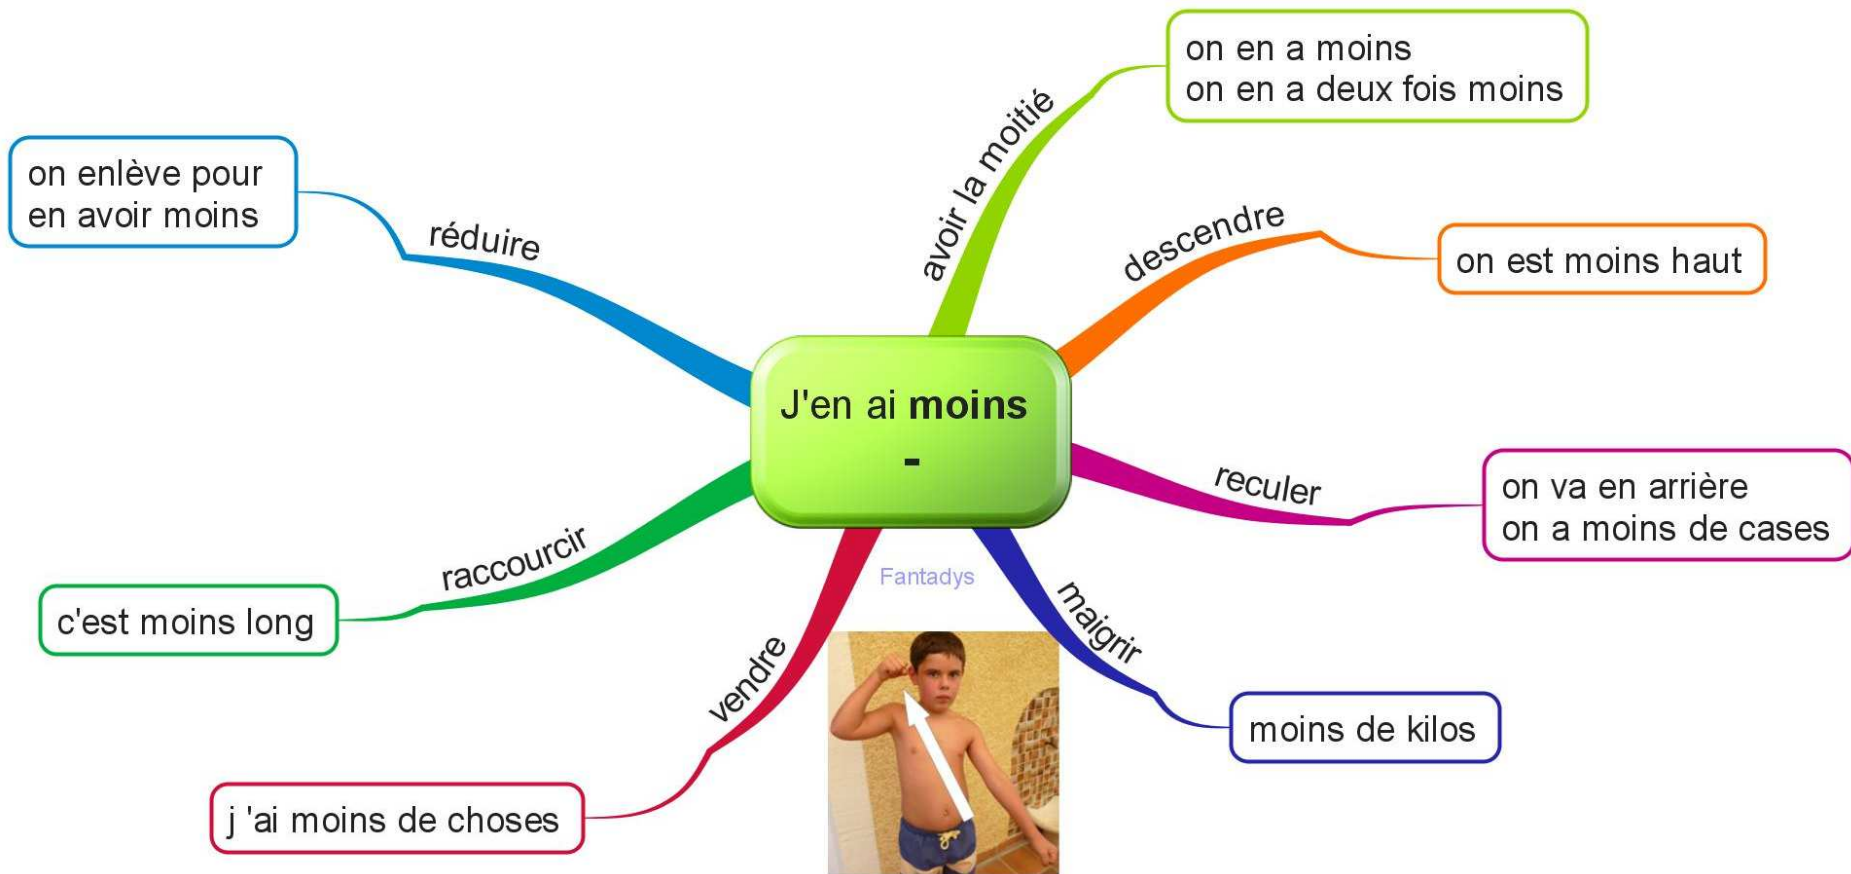 J'en ai moins
-
avoir la moitié
on en a moins
on en a deux fois moins
descendre
on est moins haut
reculer
on va en arrière
on a moins de cases
maigrir
moins de kilos
vendre
j 'ai moins de choses
raccourcir
c'est moins long
réduire
on enlève pour
en avoir moins
Fantadys